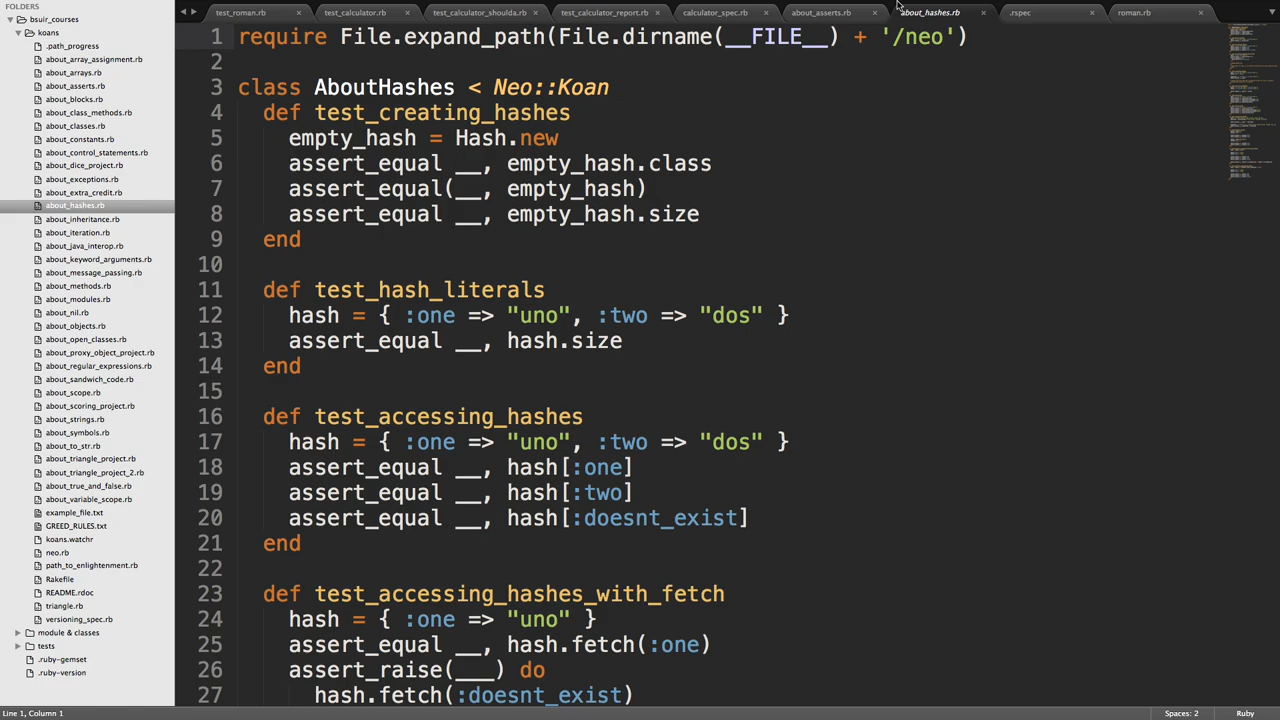 FOLDERS
bsuir_courses
koans
.path_progress
about_array_assignment.rb
about_arrays.rb
about_asserts.rb
about_blocks.rb
about_class_methods.rb
about_classes.rb
about_constants.rb
about_control_statements.rb
about_dice_project.rb
about_exceptions.rb
about_extra_credit.rb
about_hashes.rb
about_inheritance.rb
about_iteration.rb
about_java_interop.rb
about_keyword_arguments.rb
about_message_passing.rb
about_methods.rb
about_modules.rb
about_nil.rb
about_objects.rb
about_open_classes.rb
about_proxy_object_project.rb
about_regular_expressions.rb
about_sandwich_code.rb
about_scope.rb
about_scoring_project.rb
about_strings.rb
about_symbols.rb
about_to_str.rb
about_triangle_project.rb
about_triangle_project_2.rb
about_true_and_false.rb
about_variable_scope.rb
example_file.txt
GREED_RULES.txt
koans.watchr
neo.rb
path_to_enlightenment.rb
Rakefile
README.rdoc
triangle.rb
versioning_spec.rb
module & classes
tests
.ruby-gemset
.ruby-version
test_roman.rb × test_calculator.rb × test_calculator_shoulda.rb × test_calculator_report.rb × calculator_spec.rb × about_asserts.rb × about_hashes.rb × .rspec × roman.rb ×
1 require File.expand_path(File.dirname(__FILE__) + '/neo')
2
3 class AboutHashes < Neo::Koan
4 def test_creating_hashes
5 empty_hash = Hash.new
6 assert_equal __, empty_hash.class
7 assert_equal(__, empty_hash)
8 assert_equal __, empty_hash.size
9 end
10
11 def test_hash_literals
12 hash = { :one => "uno", :two => "dos" }
13 assert_equal __, hash.size
14 end
15
16 def test_accessing_hashes
17 hash = { :one => "uno", :two => "dos" }
18 assert_equal __, hash[:one]
19 assert_equal __, hash[:two]
20 assert_equal __, hash[:doesnt_exist]
21 end
22
23 def test_accessing_hashes_with_fetch
24 hash = { :one => "uno" }
25 assert_equal __, hash.fetch(:one)
26 assert_raise(___) do
27 hash.fetch(:doesnt_exist)
Line 1, Column 1
Spaces: 2
Ruby